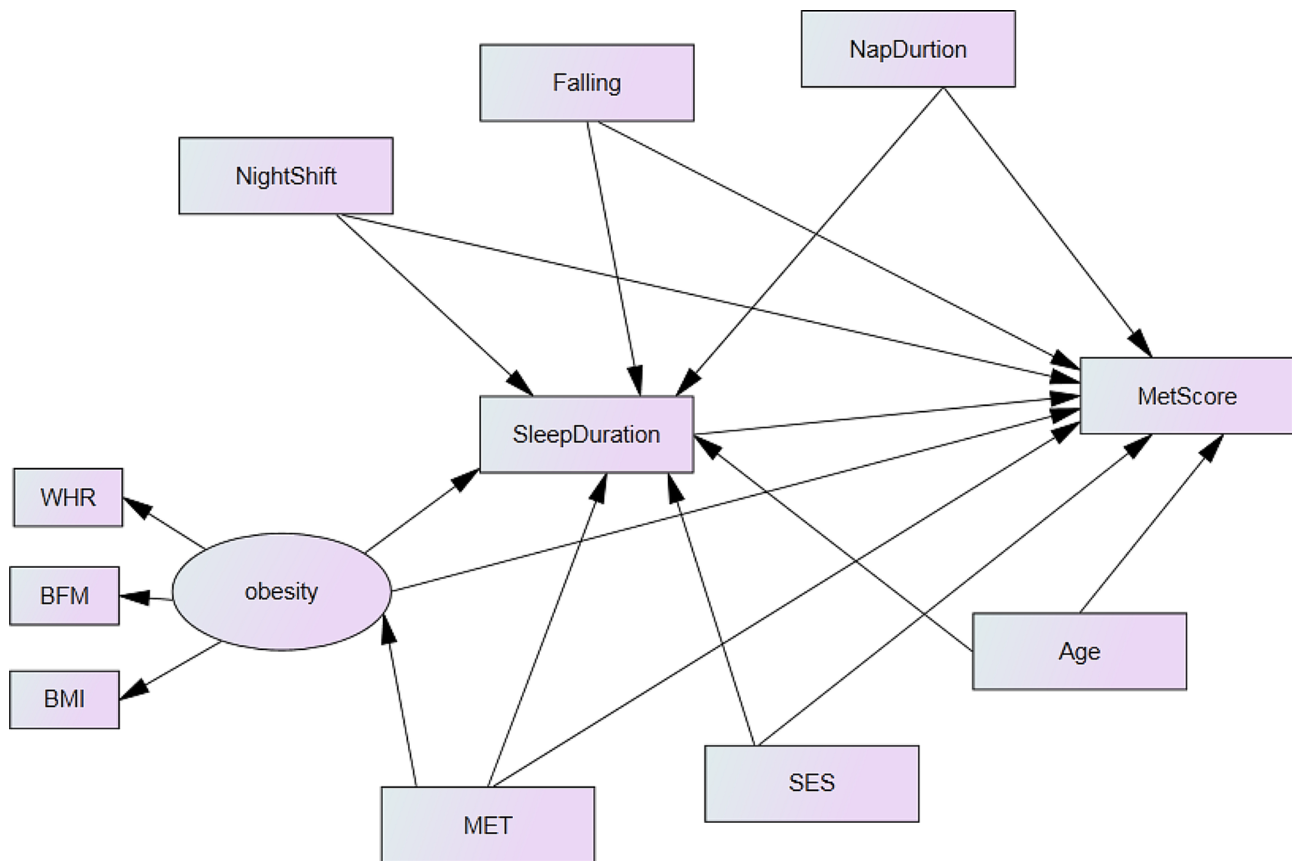 NapDurtion
Falling
NightShift
MetScore
SleepDuration
WHR
obesity
BFM
Age
BMI
SES
MET